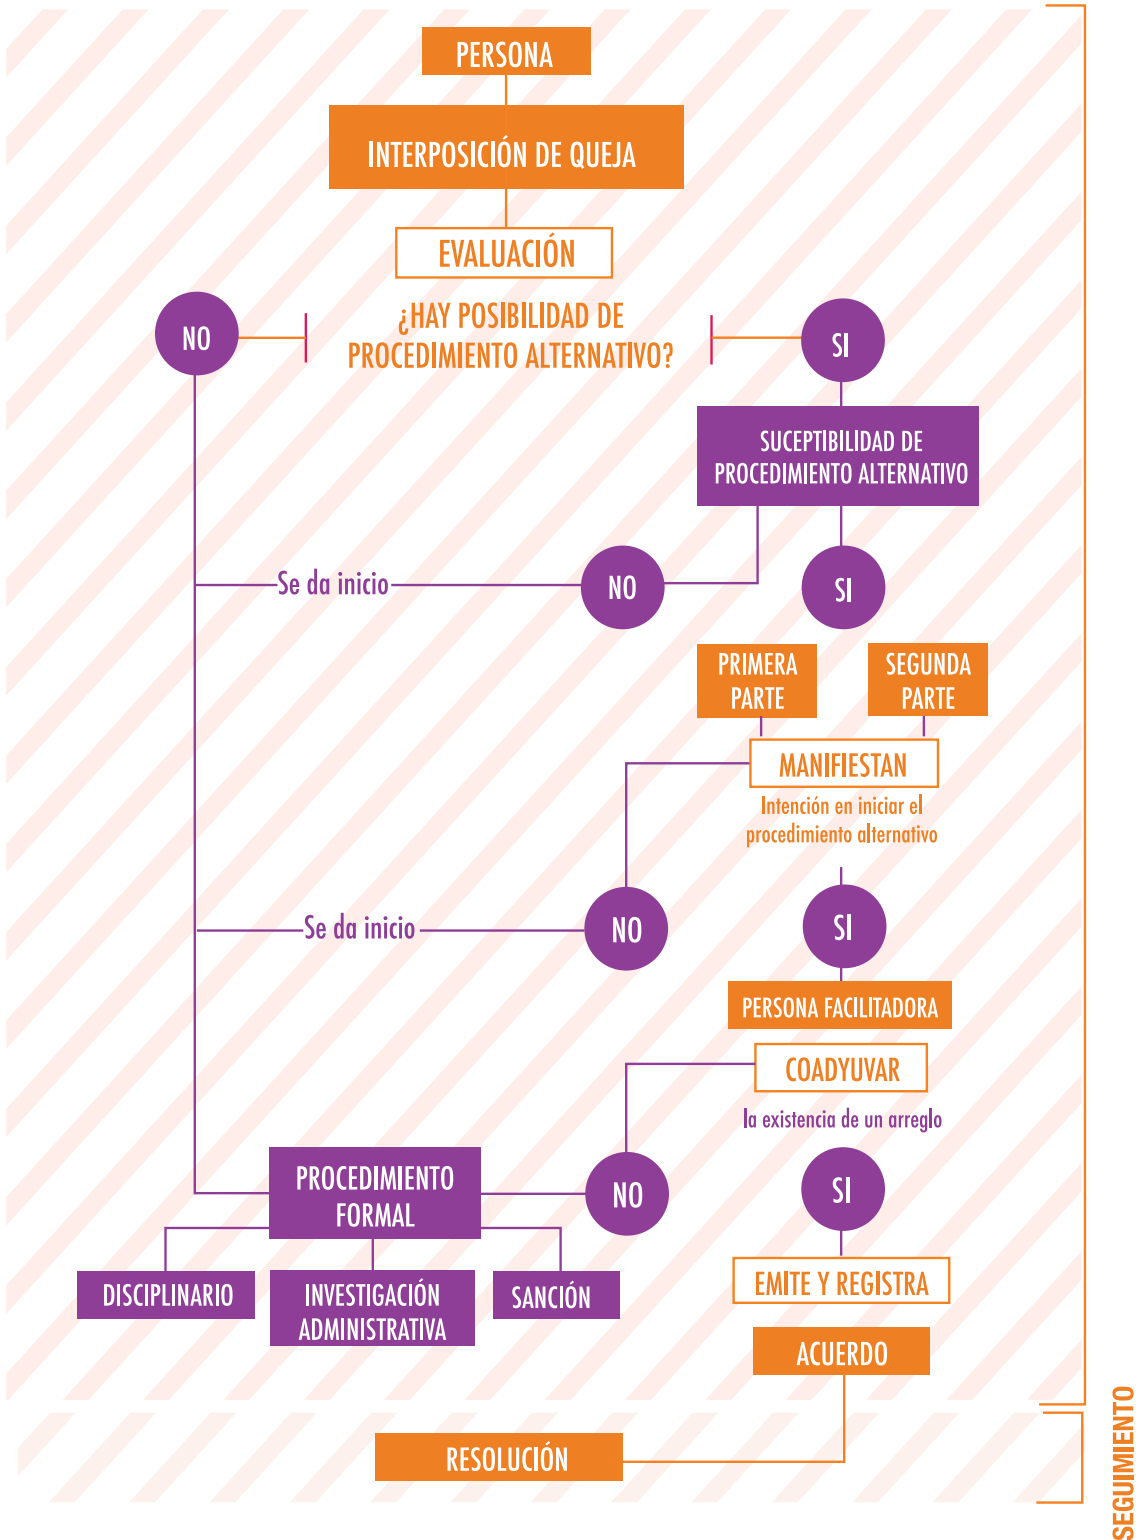 PERSONA
INTERPOSICIÓN DE QUEJA
EVALUACIÓN
¿HAY POSIBILIDAD DE
PROCEDIMIENTO ALTERNATIVO?
NO
SI
SUCEPTIBILIDAD DE
PROCEDIMIENTO ALTERNATIVO
Se da inicio
NO
SI
PRIMERA
PARTE
SEGUNDA
PARTE
MANIFIESTAN
Intención en iniciar el
procedimiento alternativo
Se da inicio
NO
SI
PERSONA FACILITADORA
COADYUVAR
la existencia de un arreglo
PROCEDIMIENTO
FORMAL
NO
SI
DISCIPLINARIO
INVESTIGACIÓN
ADMINISTRATIVA
SANCIÓN
EMITE Y REGISTRA
ACUERDO
RESOLUCIÓN
SEGUIMIENTO